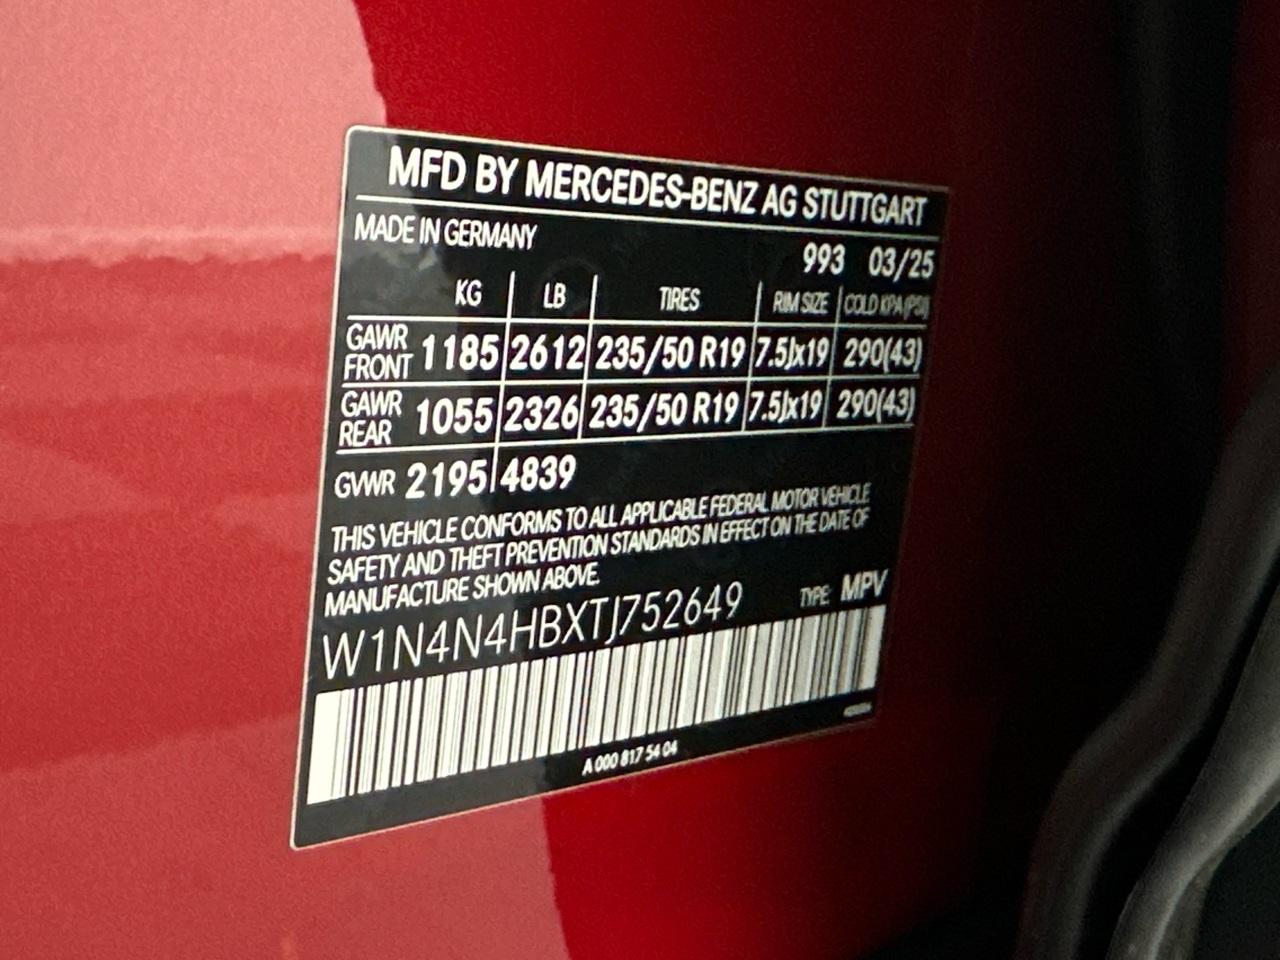 MFD BY MERCEDES-BENZ AG STUTTGART
MADE IN GERMANY
993 03/25
KG LB TIRES RIM SIZE COLD KPA(PSI)
GAWR FRONT 1185 2612 235/50 R19 7.5Jx19 290(43)
GAWR REAR 1055 2326 235/50 R19 7.5Jx19 290(43)
GVWR 2195 4839
THIS VEHICLE CONFORMS TO ALL APPLICABLE FEDERAL MOTOR VEHICLE
SAFETY AND THEFT PREVENTION STANDARDS IN EFFECT ON THE DATE OF
MANUFACTURE SHOWN ABOVE.
W1N4N4HBXTJ752649 TYPE: MPV
A 000 817 54 04